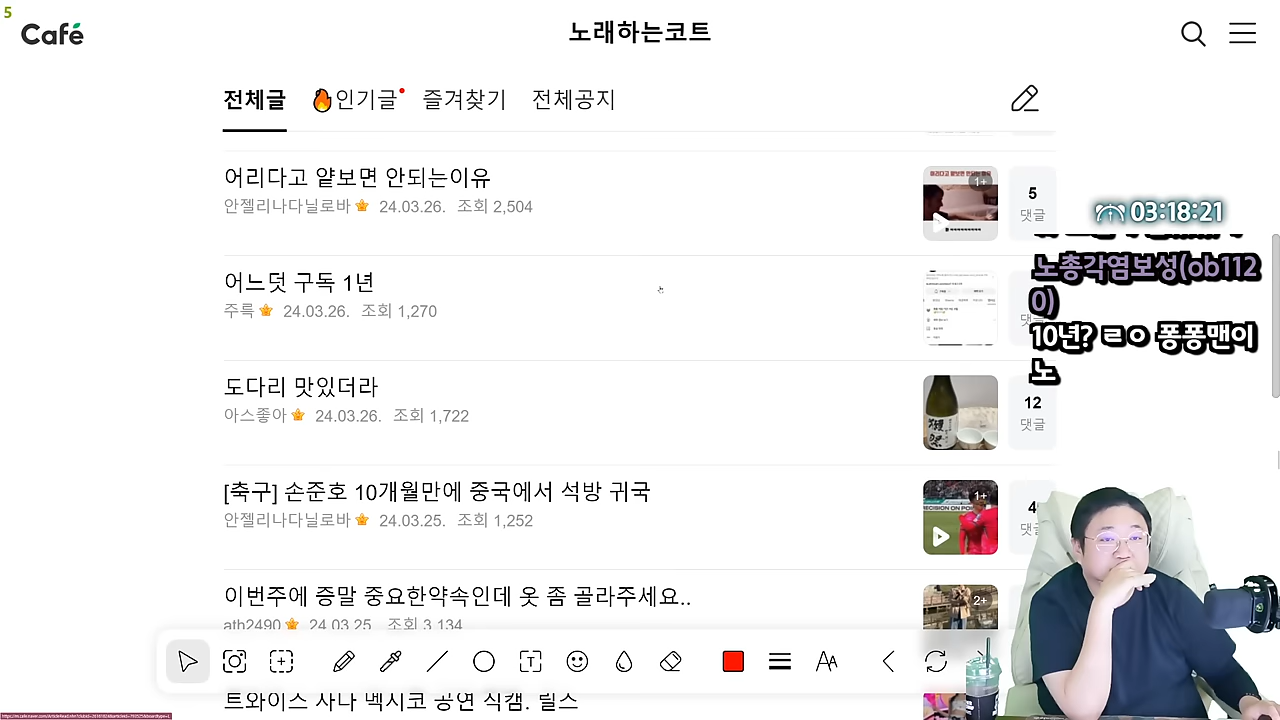 5
Café
노래하는코트
전체글
🔥인기글
즐겨찾기
전체공지
어리다고 얕보면 안되는이유
안젤리나다닐로바 24.03.26. 조회 2,504
1+
5
댓글
03:18:21
노총각염보성(ob112
0)
10년? ㄹㅇ 퐁퐁맨이
노
어느덧 구독 1년
24.03.26. 조회 1,270
도다리 맛있더라
아스좋아 24.03.26. 조회 1,722
12
댓글
[축구] 손준호 10개월만에 중국에서 석방 귀국
안젤리나다닐로바 24.03.25. 조회 1,252
1+
4
이번주에 증말 중요한약속인데 옷 좀 골라주세요..
ath2490 24.03.25. 조회 3,134
2+
트와이스 사나 멕시코 공연 직캠. 릴스